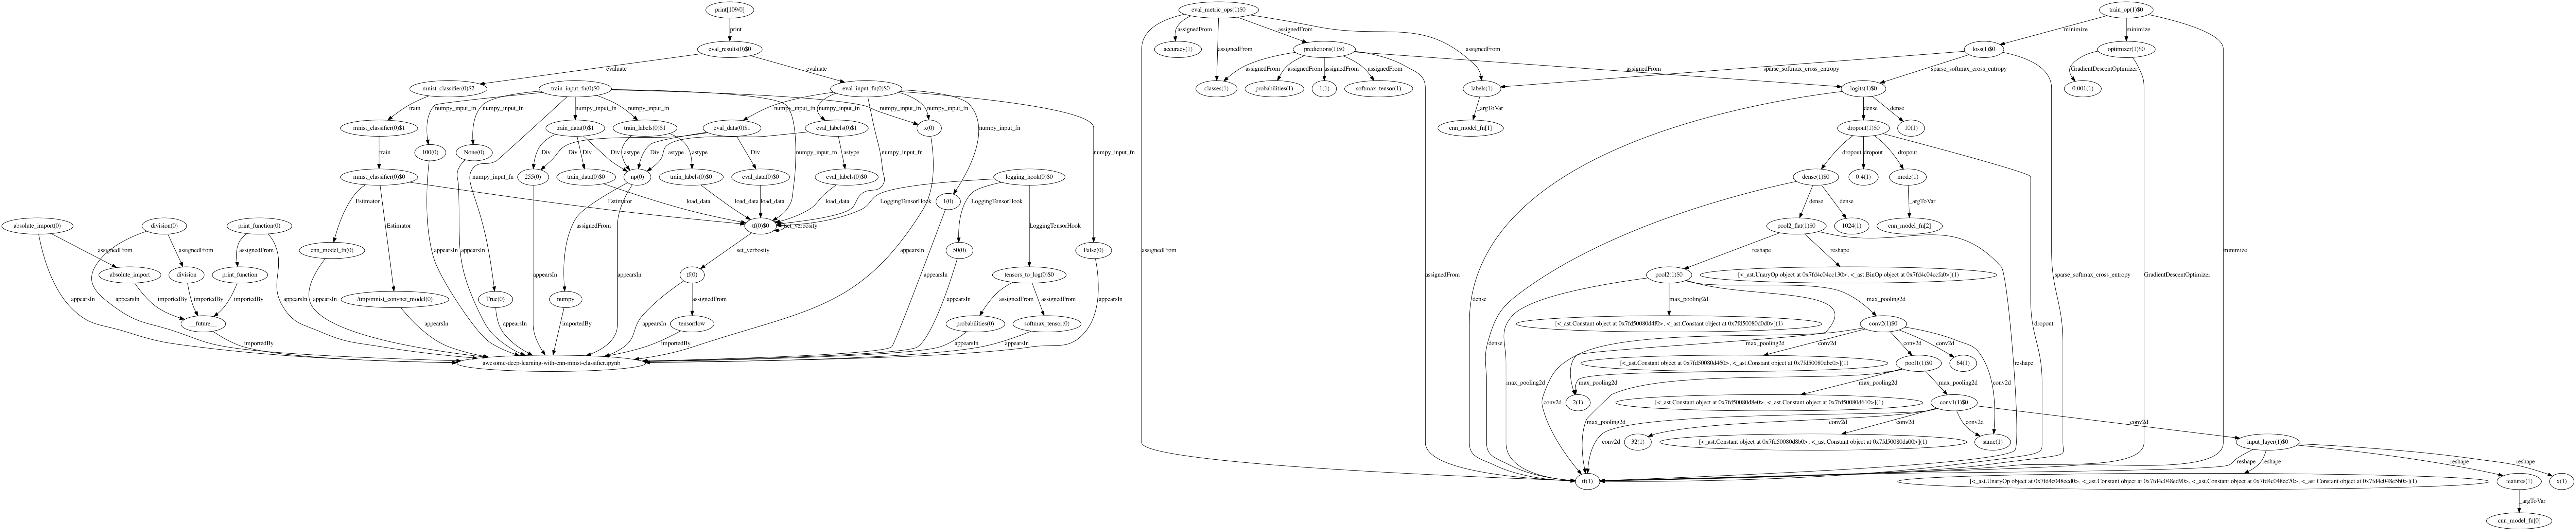 print[109/0]
eval_metric_ops(1)$0
train_op(1)$0
print
assignedFrom
assignedFrom
minimize
minimize
eval_results(0)$0
accuracy(1)
assignedFrom
predictions(1)$0
assignedFrom
loss(1)$0
optimizer(1)$0
evaluate
evaluate
assignedFrom
assignedFrom
assignedFrom
assignedFrom
assignedFrom
sparse_softmax_cross_entropy
sparse_softmax_cross_entropy
GradientDescentOptimizer
mnist_classifier(0)$2
train_input_fn(0)$0
eval_input_fn(0)$0
classes(1)
probabilities(1)
1(1)
softmax_tensor(1)
labels(1)
logits(1)$0
0.001(1)
train
numpy_input_fn
numpy_input_fn
numpy_input_fn
numpy_input_fn
numpy_input_fn
numpy_input_fn
numpy_input_fn
numpy_input_fn
_argToVar
dense
dense
mnist_classifier(0)$1
train_data(0)$1
train_labels(0)$1
eval_data(0)$1
eval_labels(0)$1
x(0)
numpy_input_fn
cnn_model_fn[1]
dropout(1)$0
10(1)
train
100(0)
None(0)
Div
Div
Div
astype
astype
Div
Div
astype
astype
numpy_input_fn
numpy_input_fn
numpy_input_fn
dropout
dropout
dropout
mnist_classifier(0)$0
numpy_input_fn
255(0)
train_data(0)$0
np(0)
train_labels(0)$0
eval_data(0)$0
eval_labels(0)$0
logging_hook(0)$0
dense(1)$0
0.4(1)
mode(1)
Estimator
Estimator
load_data
load_data
load_data
load_data
LoggingTensorHook
1(0)
dense
dense
_argToVar
absolute_import(0)
division(0)
print_function(0)
Estimator
assignedFrom
tf(0)$0
set_verbosity
LoggingTensorHook
LoggingTensorHook
pool2_flat(1)$0
1024(1)
cnn_model_fn[2]
assignedFrom
assignedFrom
assignedFrom
cnn_model_fn(0)
set_verbosity
appearsIn
50(0)
False(0)
assignedFrom
reshape
reshape
minimize
absolute_import
division
print_function
appearsIn
appearsIn
appearsIn
appearsIn
tf(0)
appearsIn
tensors_to_log(0)$0
assignedFrom
pool2(1)$0
[<_ast.UnaryOp object at 0x7fd4c04cc130>, <_ast.BinOp object at 0x7fd4c04ccfa0>](1)
sparse_softmax_cross_entropy
GradientDescentOptimizer
appearsIn
appearsIn
importedBy
importedBy
importedBy
appearsIn
appearsIn
/tmp/mnist_convnet_model(0)
True(0)
numpy
assignedFrom
assignedFrom
assignedFrom
appearsIn
dense
max_pooling2d
max_pooling2d
__future__
appearsIn
appearsIn
importedBy
appearsIn
tensorflow
probabilities(0)
softmax_tensor(0)
[<_ast.Constant object at 0x7fd50080d4f0>, <_ast.Constant object at 0x7fd50080d0d0>](1)
conv2(1)$0
dropout
importedBy
importedBy
appearsIn
appearsIn
dense
max_pooling2d
conv2d
conv2d
conv2d
awesome-deep-learning-with-cnn-mnist-classifier.ipynb
[<_ast.Constant object at 0x7fd50080d460>, <_ast.Constant object at 0x7fd50080dbe0>](1)
pool1(1)$0
64(1)
reshape
max_pooling2d
max_pooling2d
max_pooling2d
max_pooling2d
conv2d
conv2d
2(1)
[<_ast.Constant object at 0x7fd50080d8e0>, <_ast.Constant object at 0x7fd50080d610>](1)
conv1(1)$0
max_pooling2d
conv2d
conv2d
conv2d
conv2d
conv2d
32(1)
[<_ast.Constant object at 0x7fd50080d8b0>, <_ast.Constant object at 0x7fd50080da00>](1)
same(1)
input_layer(1)$0
reshape
reshape
reshape
reshape
tf(1)
[<_ast.UnaryOp object at 0x7fd4c048ecd0>, <_ast.Constant object at 0x7fd4c048ed90>, <_ast.Constant object at 0x7fd4c048ec70>, <_ast.Constant object at 0x7fd4c048e5b0>](1)
features(1)
x(1)
_argToVar
cnn_model_fn[0]